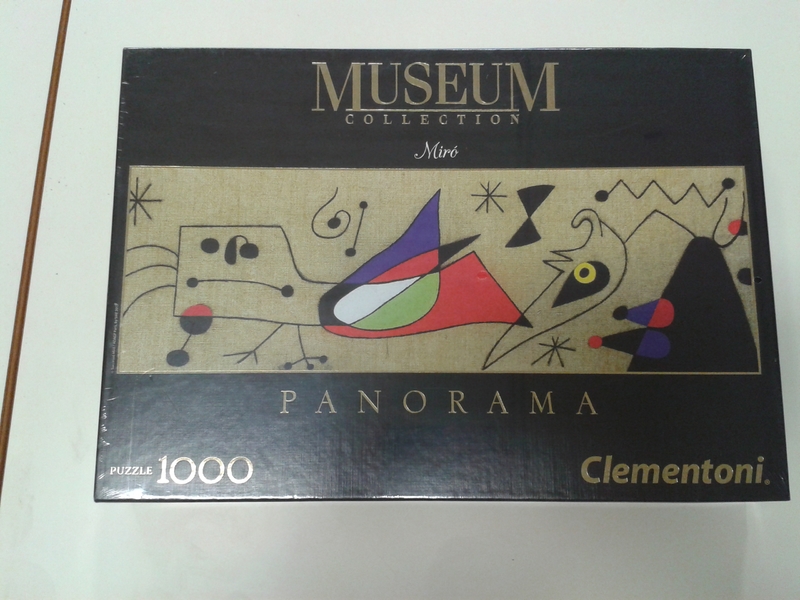 MUSEUM
COLLECTION
Miró
PANORAMA
PUZZLE 1000
Clementoni®